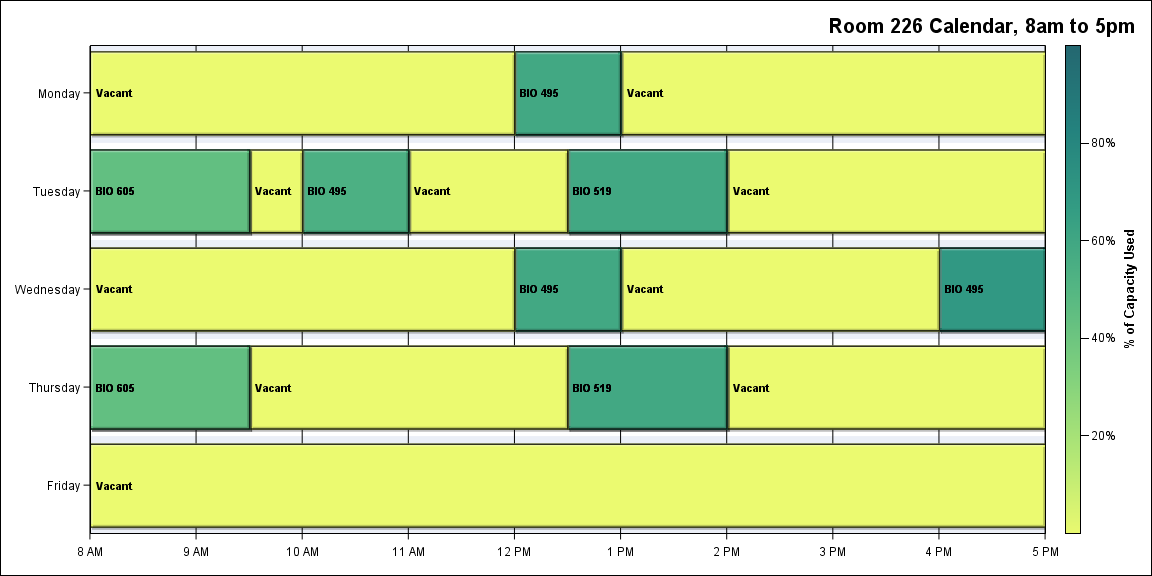 Room 226 Calendar, 8am to 5pm
Monday
Vacant
BIO 495
Vacant
Tuesday
BIO 605
Vacant
BIO 495
Vacant
BIO 519
Vacant
Wednesday
Vacant
BIO 495
Vacant
BIO 495
Thursday
BIO 605
Vacant
BIO 519
Vacant
Friday
Vacant
8 AM
9 AM
10 AM
11 AM
12 PM
1 PM
2 PM
3 PM
4 PM
5 PM
80%
60%
40%
20%
% of Capacity Used